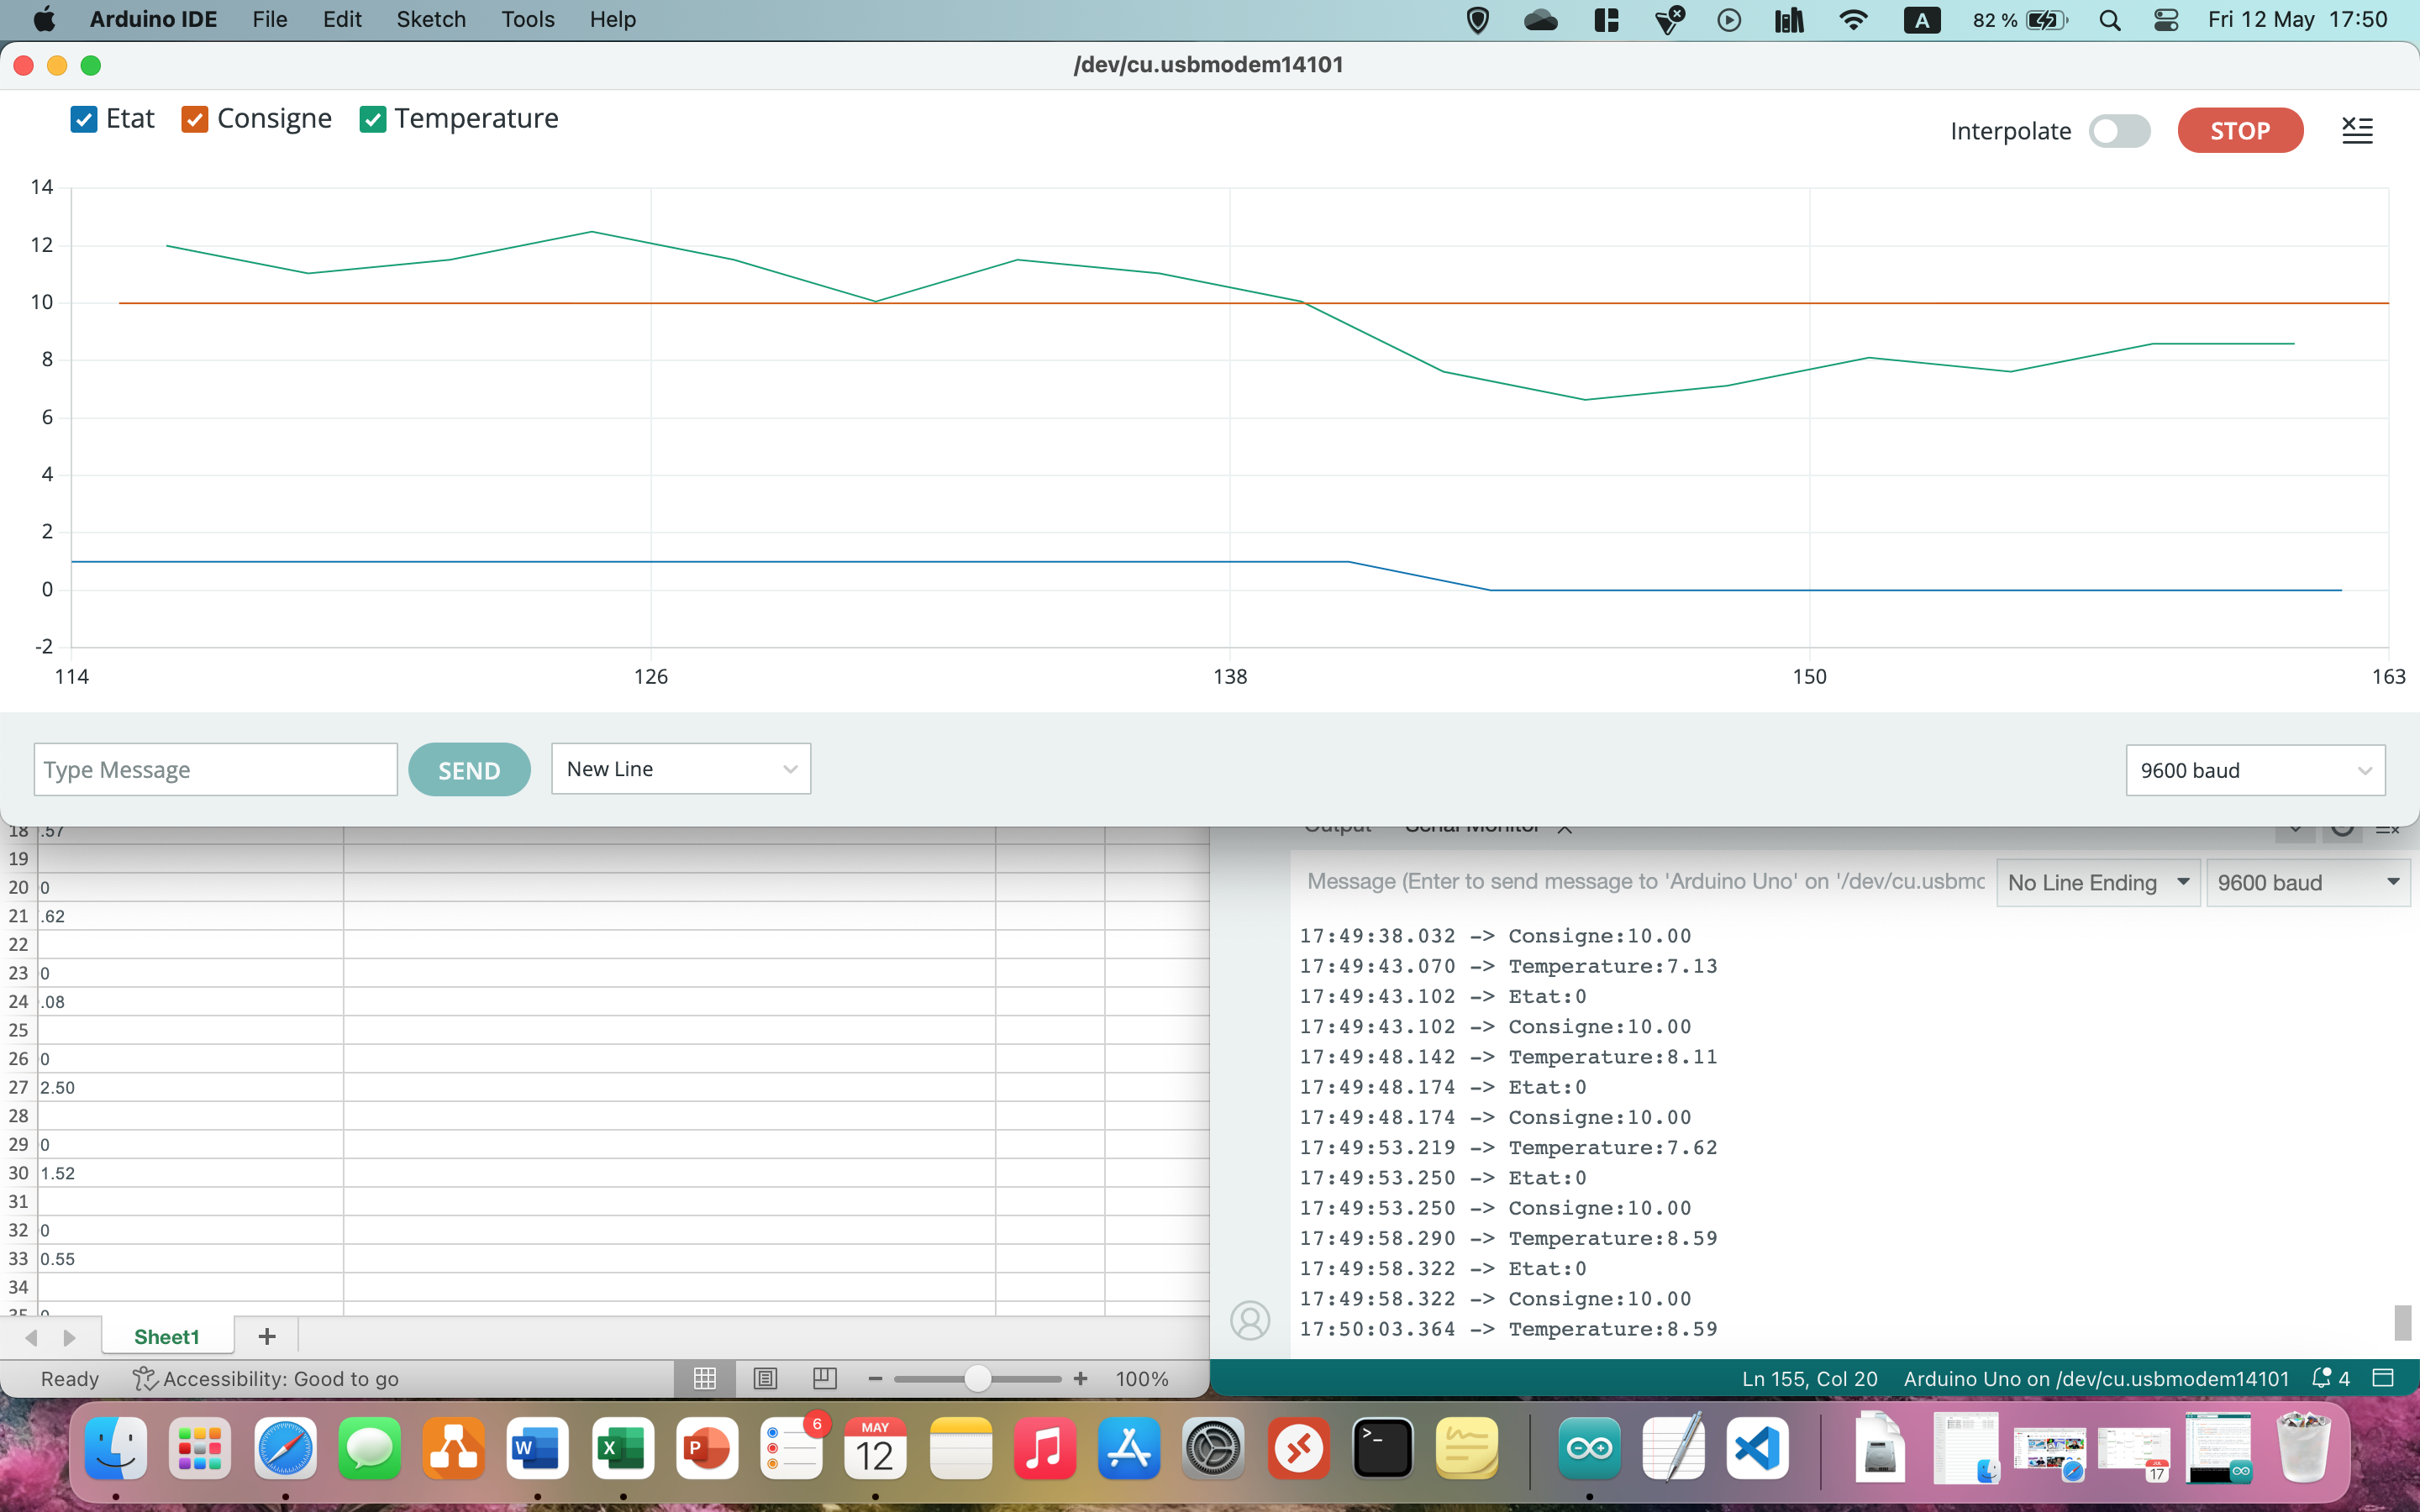 Arduino IDE File Edit Sketch Tools Help A 82 % Fri 12 May 17:50
/dev/cu.usbmodem14101
Etat Consigne Temperature
Interpolate STOP
14
12
10
8
6
4
2
0
-2
114 126 138 150 163
Type Message SEND New Line 9600 baud
18 .57
19
20 0
21 .62
22
23 0
24 .08
25
26 0
27 2.50
28
29 0
30 1.52
31
32 0
33 0.55
34
35 0
Sheet1 +
Ready Accessibility: Good to go 100%
Output Serial Monitor
Message (Enter to send message to 'Arduino Uno' on '/dev/cu.usbmo No Line Ending 9600 baud
17:49:38.032 -> Consigne:10.00
17:49:43.070 -> Temperature:7.13
17:49:43.102 -> Etat:0
17:49:43.102 -> Consigne:10.00
17:49:48.142 -> Temperature:8.11
17:49:48.174 -> Etat:0
17:49:48.174 -> Consigne:10.00
17:49:53.219 -> Temperature:7.62
17:49:53.250 -> Etat:0
17:49:53.250 -> Consigne:10.00
17:49:58.290 -> Temperature:8.59
17:49:58.322 -> Etat:0
17:49:58.322 -> Consigne:10.00
17:50:03.364 -> Temperature:8.59
Ln 155, Col 20 Arduino Uno on /dev/cu.usbmodem14101 4
W X P 6 MAY 12 17